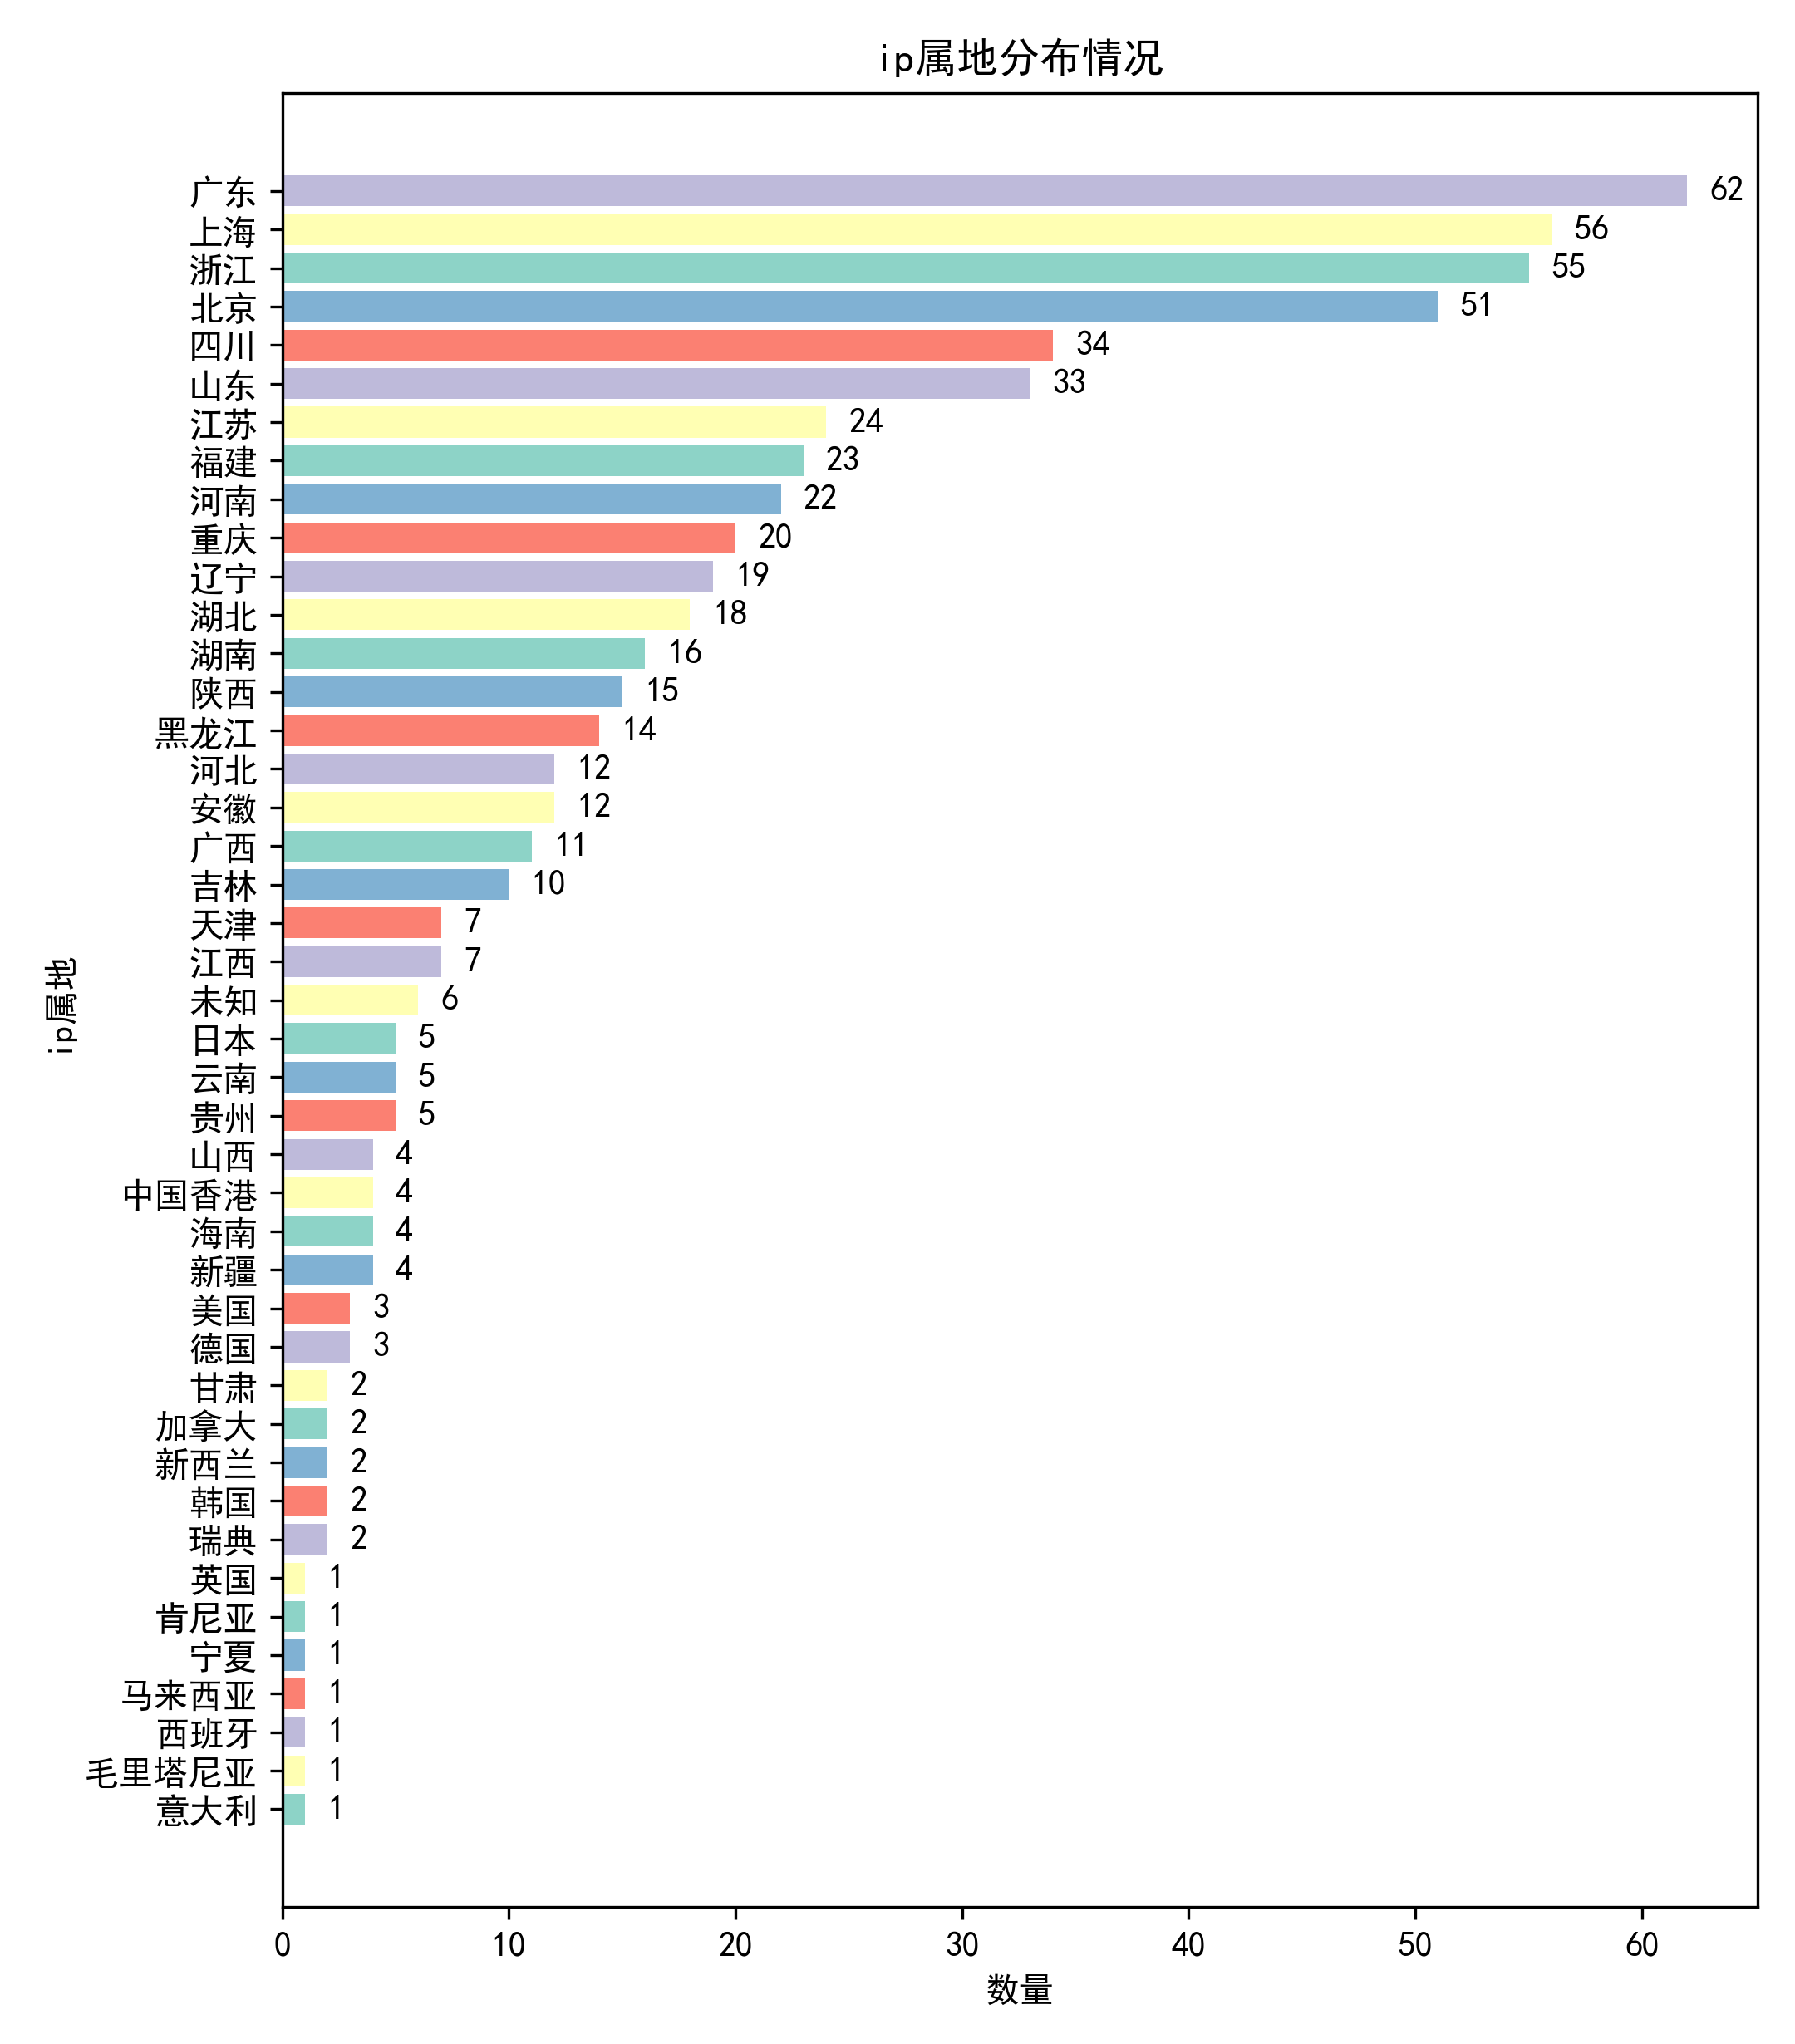 ip属地分布情况
广东 62
上海 56
浙江 55
北京 51
四川 34
山东 33
江苏 24
福建 23
河南 22
重庆 20
辽宁 19
湖北 18
湖南 16
陕西 15
黑龙江 14
河北 12
安徽 12
广西 11
吉林 10
天津 7
江西 7
未知 6
日本 5
云南 5
贵州 5
山西 4
中国香港 4
海南 4
新疆 4
美国 3
德国 3
甘肃 2
加拿大 2
新西兰 2
韩国 2
瑞典 2
英国 1
肯尼亚 1
宁夏 1
马来西亚 1
西班牙 1
毛里塔尼亚 1
意大利 1
ip属地
0 10 20 30 40 50 60
数量